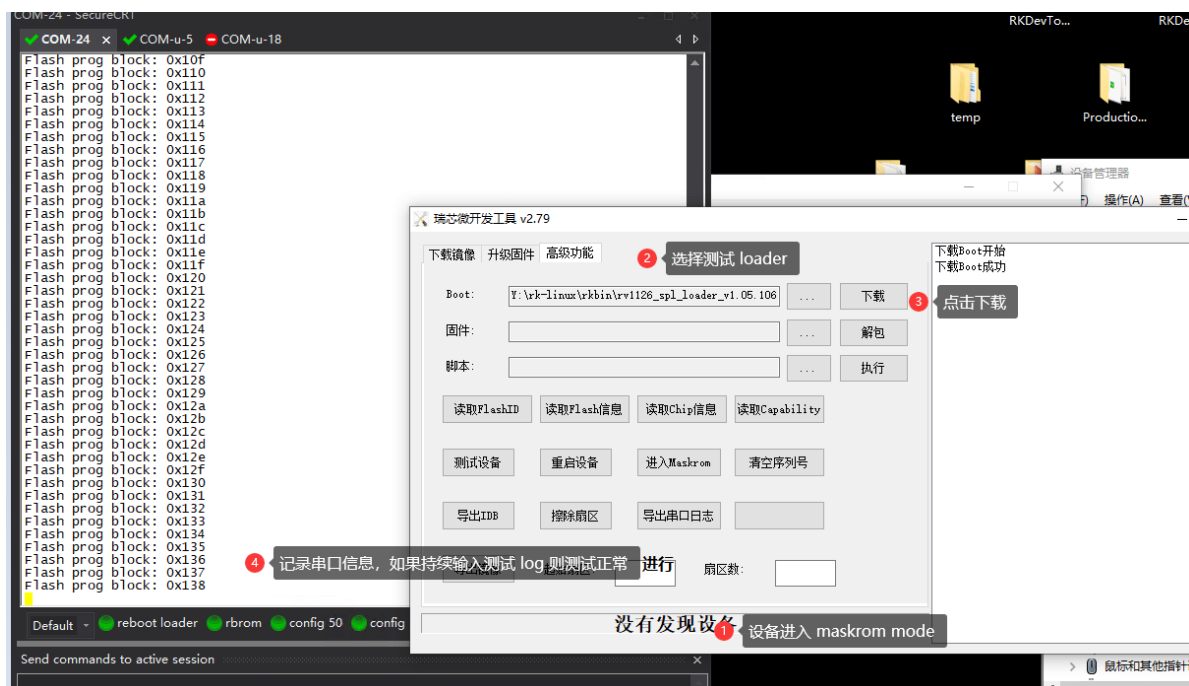 COM-24 - SecureCRT
COM-24 x COM-u-5 COM-u-18
Flash prog block: 0x10f
Flash prog block: 0x110
Flash prog block: 0x111
Flash prog block: 0x112
Flash prog block: 0x113
Flash prog block: 0x114
Flash prog block: 0x115
Flash prog block: 0x116
Flash prog block: 0x117
Flash prog block: 0x118
Flash prog block: 0x119
Flash prog block: 0x11a
Flash prog block: 0x11b
Flash prog block: 0x11c
Flash prog block: 0x11d
Flash prog block: 0x11e
Flash prog block: 0x11f
Flash prog block: 0x120
Flash prog block: 0x121
Flash prog block: 0x122
Flash prog block: 0x123
Flash prog block: 0x124
Flash prog block: 0x125
Flash prog block: 0x126
Flash prog block: 0x127
Flash prog block: 0x128
Flash prog block: 0x129
Flash prog block: 0x12a
Flash prog block: 0x12b
Flash prog block: 0x12c
Flash prog block: 0x12d
Flash prog block: 0x12e
Flash prog block: 0x12f
Flash prog block: 0x130
Flash prog block: 0x131
Flash prog block: 0x132
Flash prog block: 0x133
Flash prog block: 0x134
Flash prog block: 0x135
Flash prog block: 0x136
Flash prog block: 0x137
Flash prog block: 0x138
Default reboot loader rbrom config 50 config
Send commands to active session
RKDevTo... RKDe
temp Productio...
设备管理器
操作(A) 查看(V
瑞芯微开发工具 v2.79
下载镜像 升级固件 高级功能
2 选择测试 loader
Boot: Y:\rk-linux\rkbin\rv1126_spl_loader_v1.05.106 ... 下载
3 点击下载
固件: ... 解包
脚本: ... 执行
读取FlashID 读取Flash信息 读取Chip信息 读取Capability
测试设备 重启设备 进入Maskrom 清空序列号
导出IDB 擦除扇区 导出串口日志
4 记录串口信息，如果持续输入测试 log 则测试正常 进行
扇区数:
没有发现设备
1 设备进入 maskrom mode
下载Boot开始
下载Boot成功
鼠标和其他指针